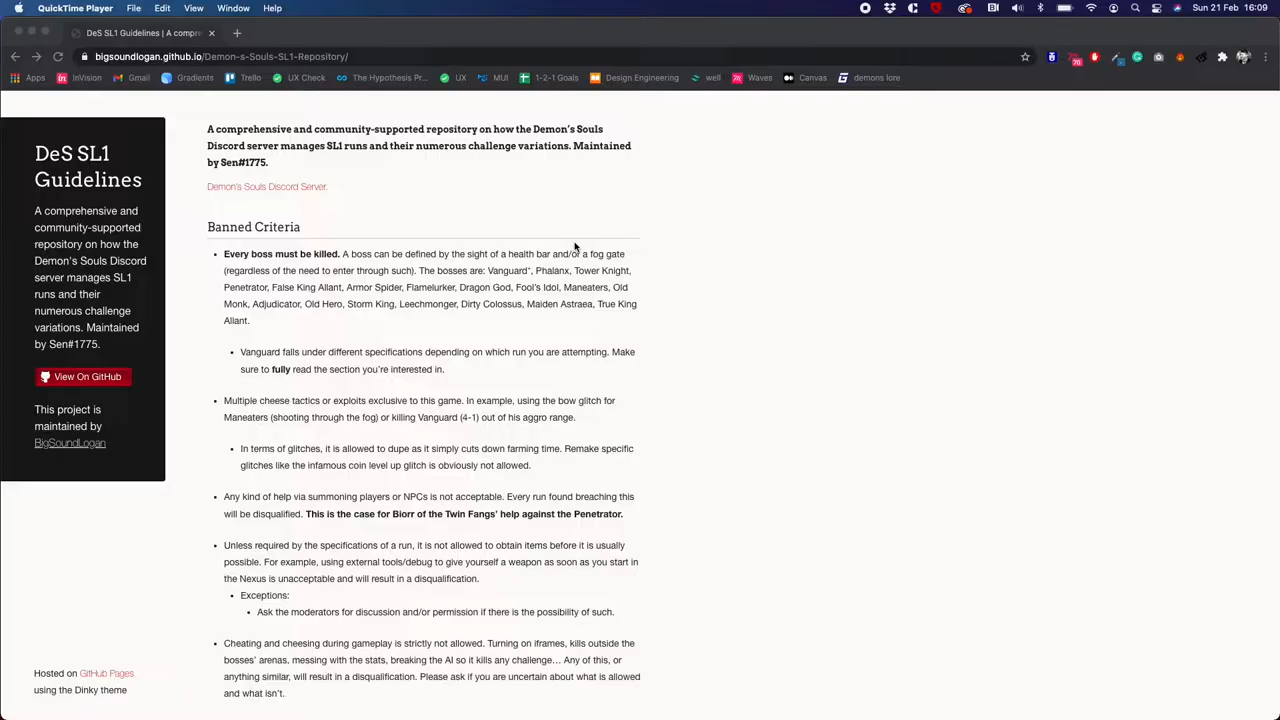 QuickTime Player File Edit View Window Help Sun 21 Feb 16:09
DeS SL1 Guidelines | A compre
bigsoundlogan.github.io/Demon-s-Souls-SL1-Repository/
Apps InVision Gmail Gradients Trello UX Check The Hypothesis Pr... UX MUI 1-2-1 Goals Design Engineering well Waves Canvas demons lore
DeS SL1
Guidelines
A comprehensive and
community-supported
repository on how the
Demon's Souls Discord
server manages SL1
runs and their
numerous challenge
variations. Maintained
by Sen#1775.
View On GitHub
This project is
maintained by
BigSoundLogan
Hosted on GitHub Pages
using the Dinky theme
A comprehensive and community-supported repository on how the Demon's Souls
Discord server manages SL1 runs and their numerous challenge variations. Maintained
by Sen#1775.
Demon's Souls Discord Server.
Banned Criteria
• Every boss must be killed. A boss can be defined by the sight of a health bar and/or a fog gate
(regardless of the need to enter through such). The bosses are: Vanguard*, Phalanx, Tower Knight,
Penetrator, False King Allant, Armor Spider, Flamelurker, Dragon God, Fool's Idol, Maneaters, Old
Monk, Adjudicator, Old Hero, Storm King, Leechmonger, Dirty Colossus, Maiden Astraea, True King
Allant.
• Vanguard falls under different specifications depending on which run you are attempting. Make
sure to fully read the section you're interested in.
• Multiple cheese tactics or exploits exclusive to this game. In example, using the bow glitch for
Maneaters (shooting through the fog) or killing Vanguard (4-1) out of his aggro range.
• In terms of glitches, it is allowed to dupe as it simply cuts down farming time. Remake specific
glitches like the infamous coin level up glitch is obviously not allowed.
• Any kind of help via summoning players or NPCs is not acceptable. Every run found breaching this
will be disqualified. This is the case for Biorr of the Twin Fangs' help against the Penetrator.
• Unless required by the specifications of a run, it is not allowed to obtain items before it is usually
possible. For example, using external tools/debug to give yourself a weapon as soon as you start in
the Nexus is unacceptable and will result in a disqualification.
• Exceptions:
• Ask the moderators for discussion and/or permission if there is the possibility of such.
• Cheating and cheesing during gameplay is strictly not allowed. Turning on iframes, kills outside the
bosses' arenas, messing with the stats, breaking the AI so it kills any challenge... Any of this, or
anything similar, will result in a disqualification. Please ask if you are uncertain about what is allowed
and what isn't.